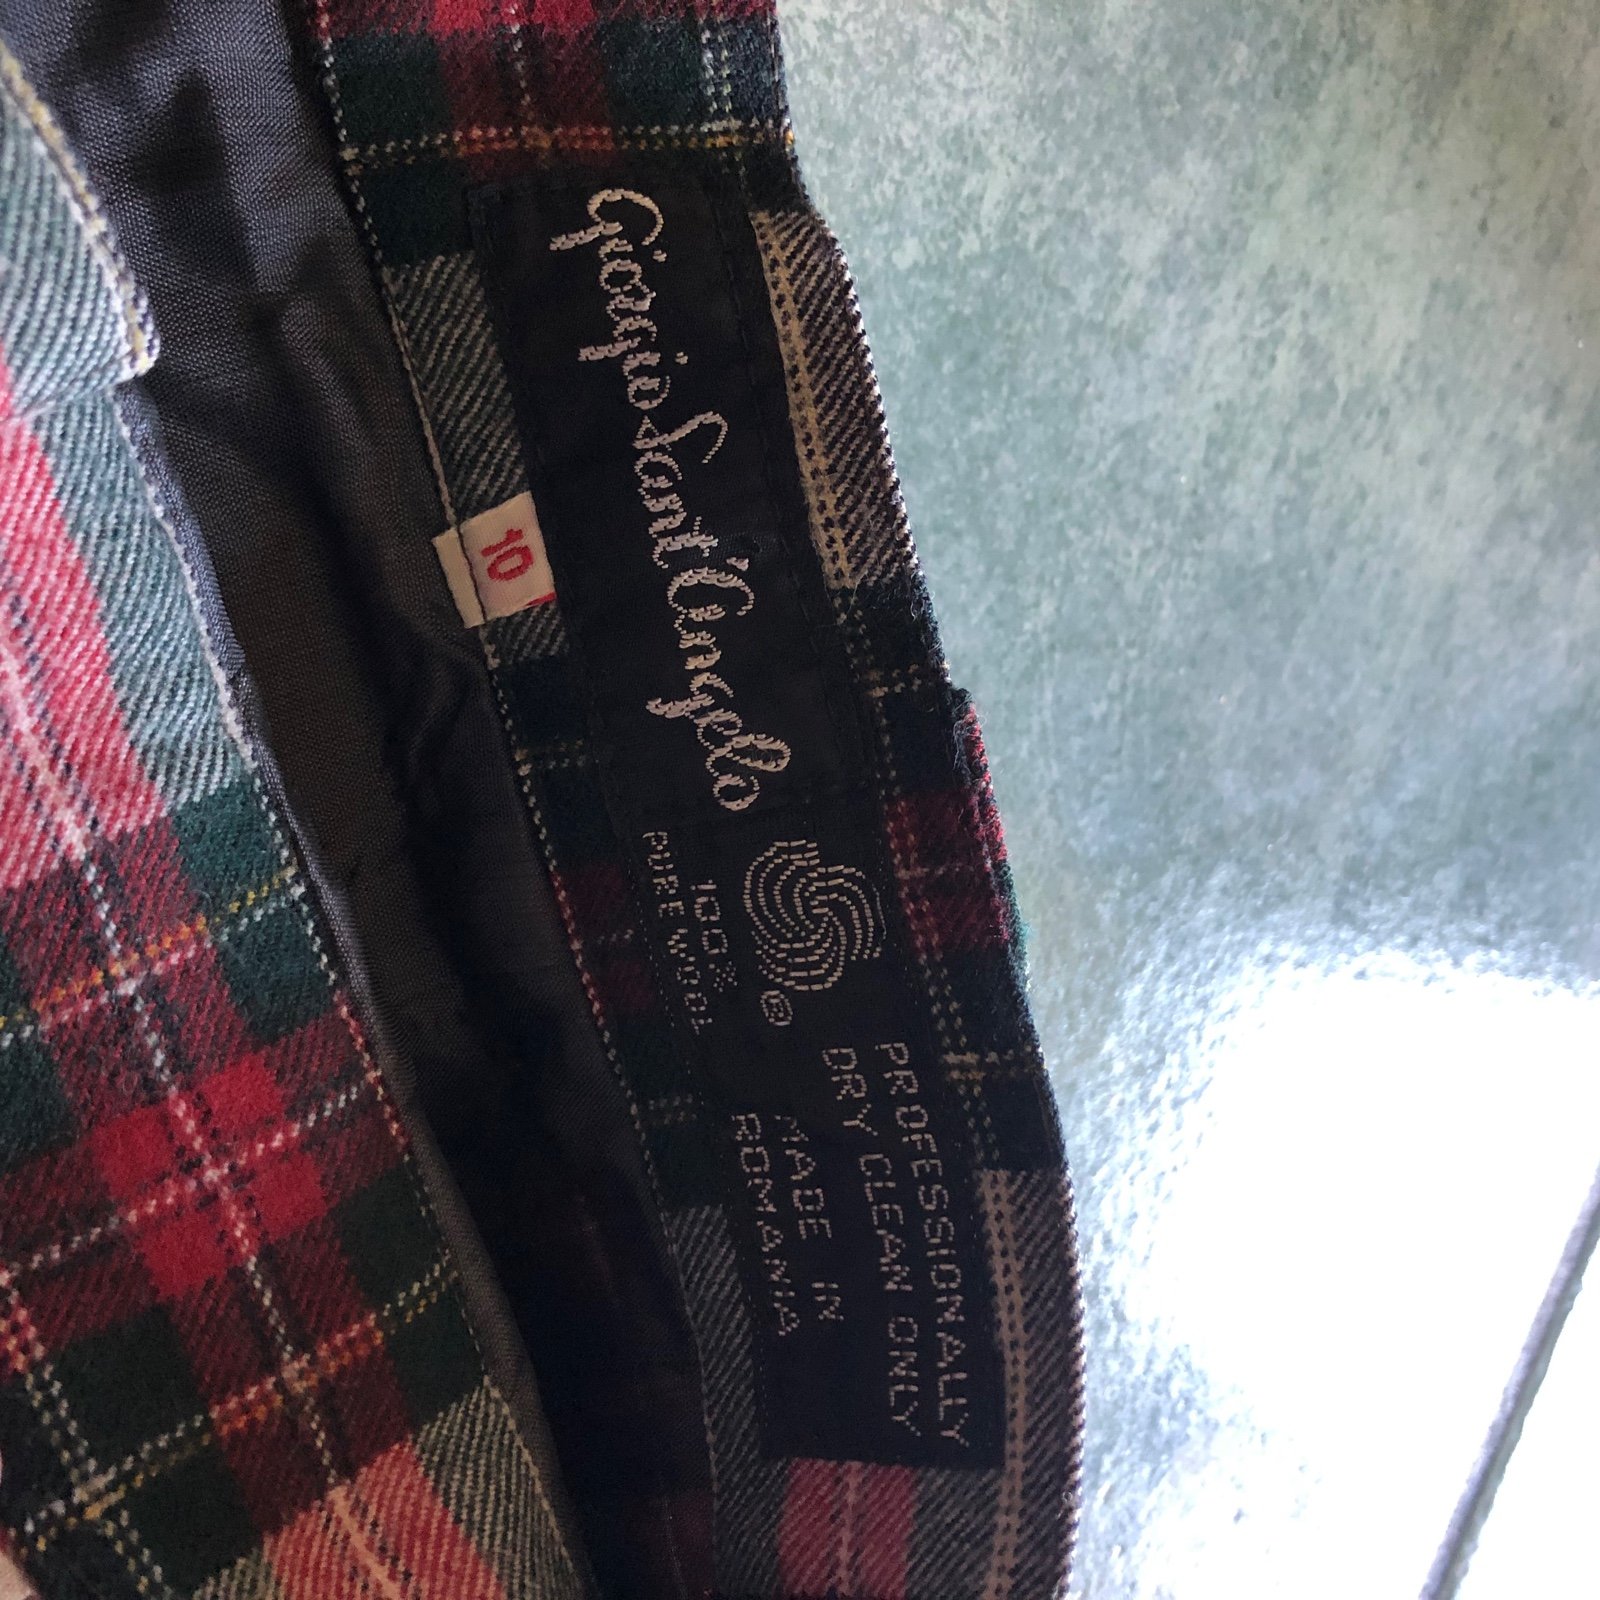 Giorgio Sant'Angelo
10
®
100%
PURE WOOL
PROFESSIONALLY
DRY CLEAN ONLY
MADE IN
ROMANIA